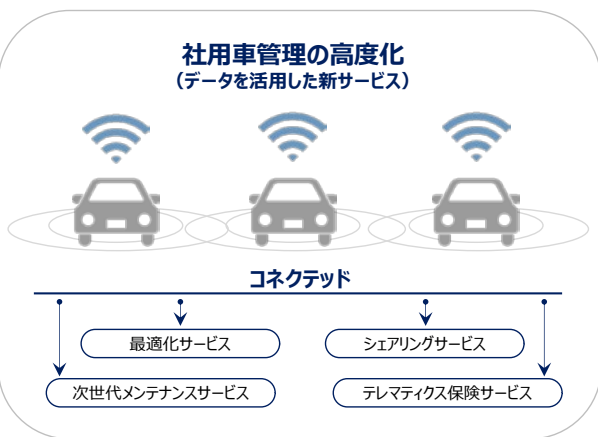 社用車管理の高度化
（データを活用した新サービス）
コネクテッド
最適化サービス
シェアリングサービス
次世代メンテナンスサービス
テレマティクス保険サービス